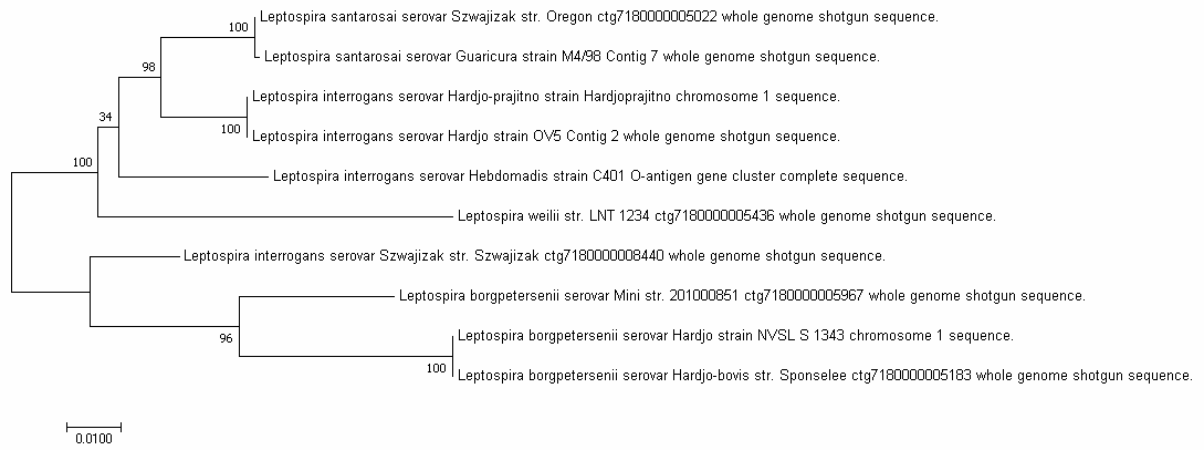 Leptospira santarosai serovar Szwajizak str. Oregon ctg7180000005022 whole genome shotgun sequence.
100
Leptospira santarosai serovar Guaricura strain M4/98 Contig 7 whole genome shotgun sequence.
98
Leptospira interrogans serovar Hardjo-prajitno strain Hardjoprajitno chromosome 1 sequence.
34
100
Leptospira interrogans serovar Hardjo strain OV5 Contig 2 whole genome shotgun sequence.
100
Leptospira interrogans serovar Hebdomadis strain C401 O-antigen gene cluster complete sequence.
Leptospira weilii str. LNT 1234 ctg7180000005436 whole genome shotgun sequence.
Leptospira interrogans serovar Szwajizak str. Szwajizak ctg7180000008440 whole genome shotgun sequence.
Leptospira borgpetersenii serovar Mini str. 201000851 ctg7180000005967 whole genome shotgun sequence.
96
Leptospira borgpetersenii serovar Hardjo strain NVSL S 1343 chromosome 1 sequence.
100
Leptospira borgpetersenii serovar Hardjo-bovis str. Sponselee ctg7180000005183 whole genome shotgun sequence.
0.0100